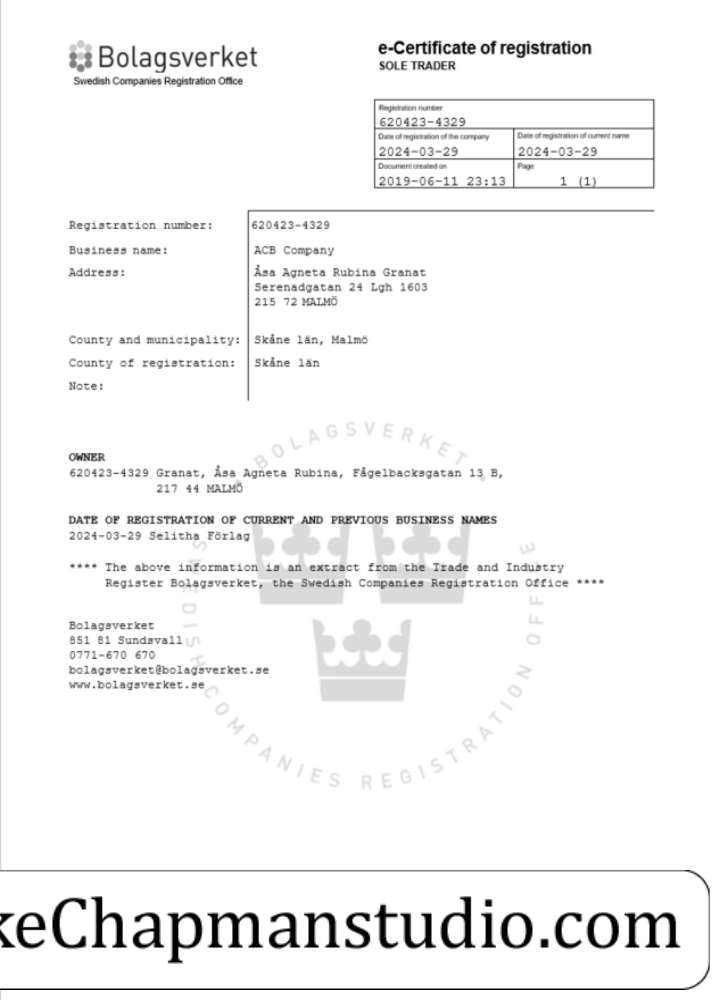 Bolagsverket
Swedish Companies Registration Office
e-Certificate of registration
SOLE TRADER
Registration number
620423-4329
Date of registration of the company
2024-03-29
Date of registration of current name
2024-03-29
Document created on
2019-06-11 23:13
Page
1 (1)
Registration number: 620423-4329
Business name: ACB Company
Address: Åsa Agneta Rubina Granat
Serenadgatan 24 Lgh 1603
215 72 MALMÖ
County and municipality: Skåne län, Malmö
County of registration: Skåne län
Note:
OWNER
620423-4329 Granat, Åsa Agneta Rubina, Fågelbacksgatan 13 B,
217 44 MALMÖ
DATE OF REGISTRATION OF CURRENT AND PREVIOUS BUSINESS NAMES
2024-03-29 Selitha Förlag
**** The above information is an extract from the Trade and Industry
Register Bolagsverket, the Swedish Companies Registration Office ****
Bolagsverket
851 81 Sundsvall
0771-670 670
bolagsverket@bolagsverket.se
www.bolagsverket.se
BOLAGSVERKET
SWEDISH COMPANIES REGISTRATION OFFICE
keChapmanstudio.com